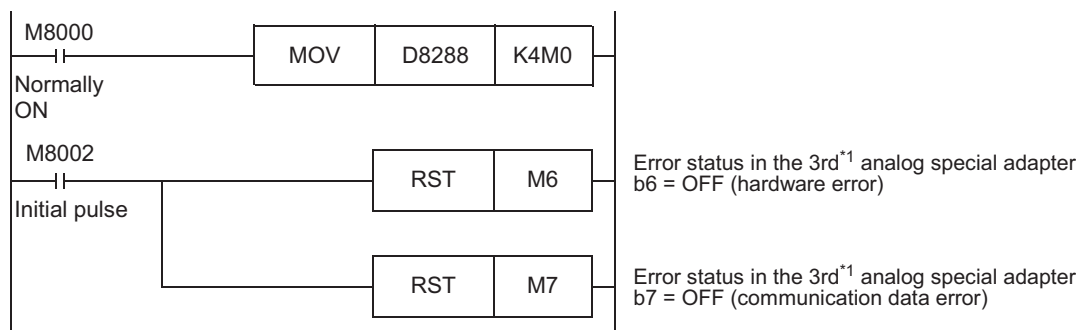 M8000
MOV D8288 K4M0
Normally
ON
M8002
RST M6
Error status in the 3rd*1 analog special adapter
b6 = OFF (hardware error)
Initial pulse
RST M7
Error status in the 3rd*1 analog special adapter
b7 = OFF (communication data error)